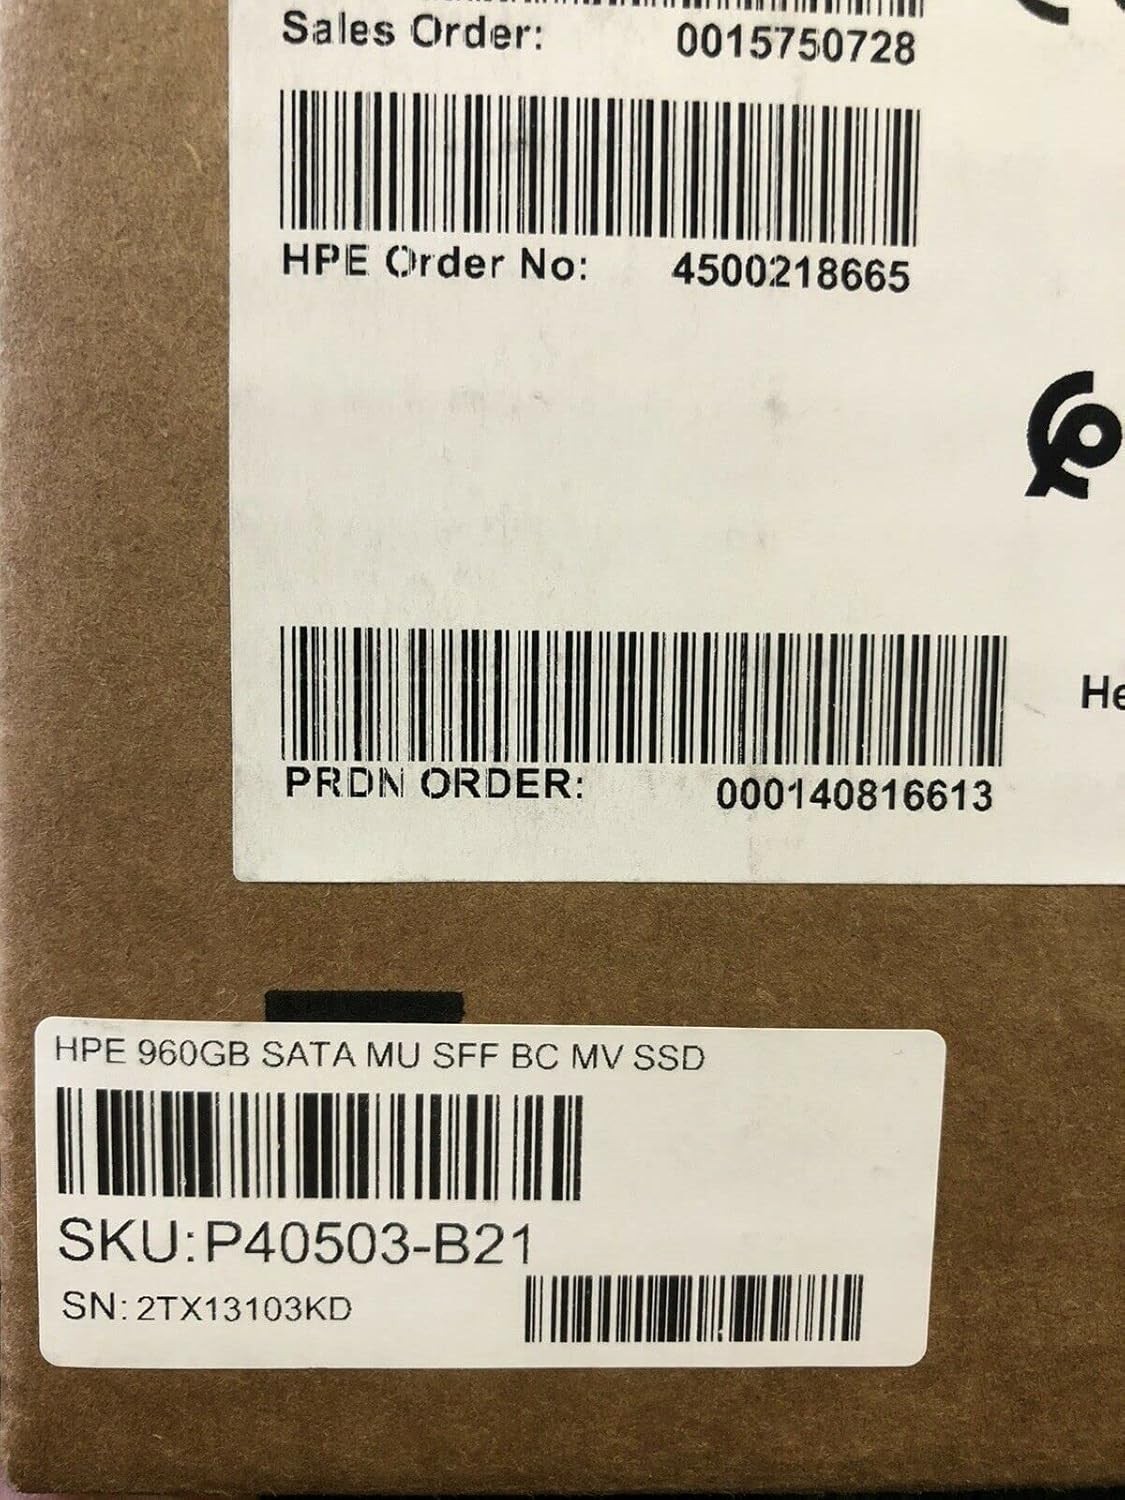 Sales Order: 0015750728
HPE Order No: 4500218665
He
PRDN ORDER: 000140816613
HPE 960GB SATA MU SFF BC MV SSD
SKU:P40503-B21
SN: 2TX13103KD